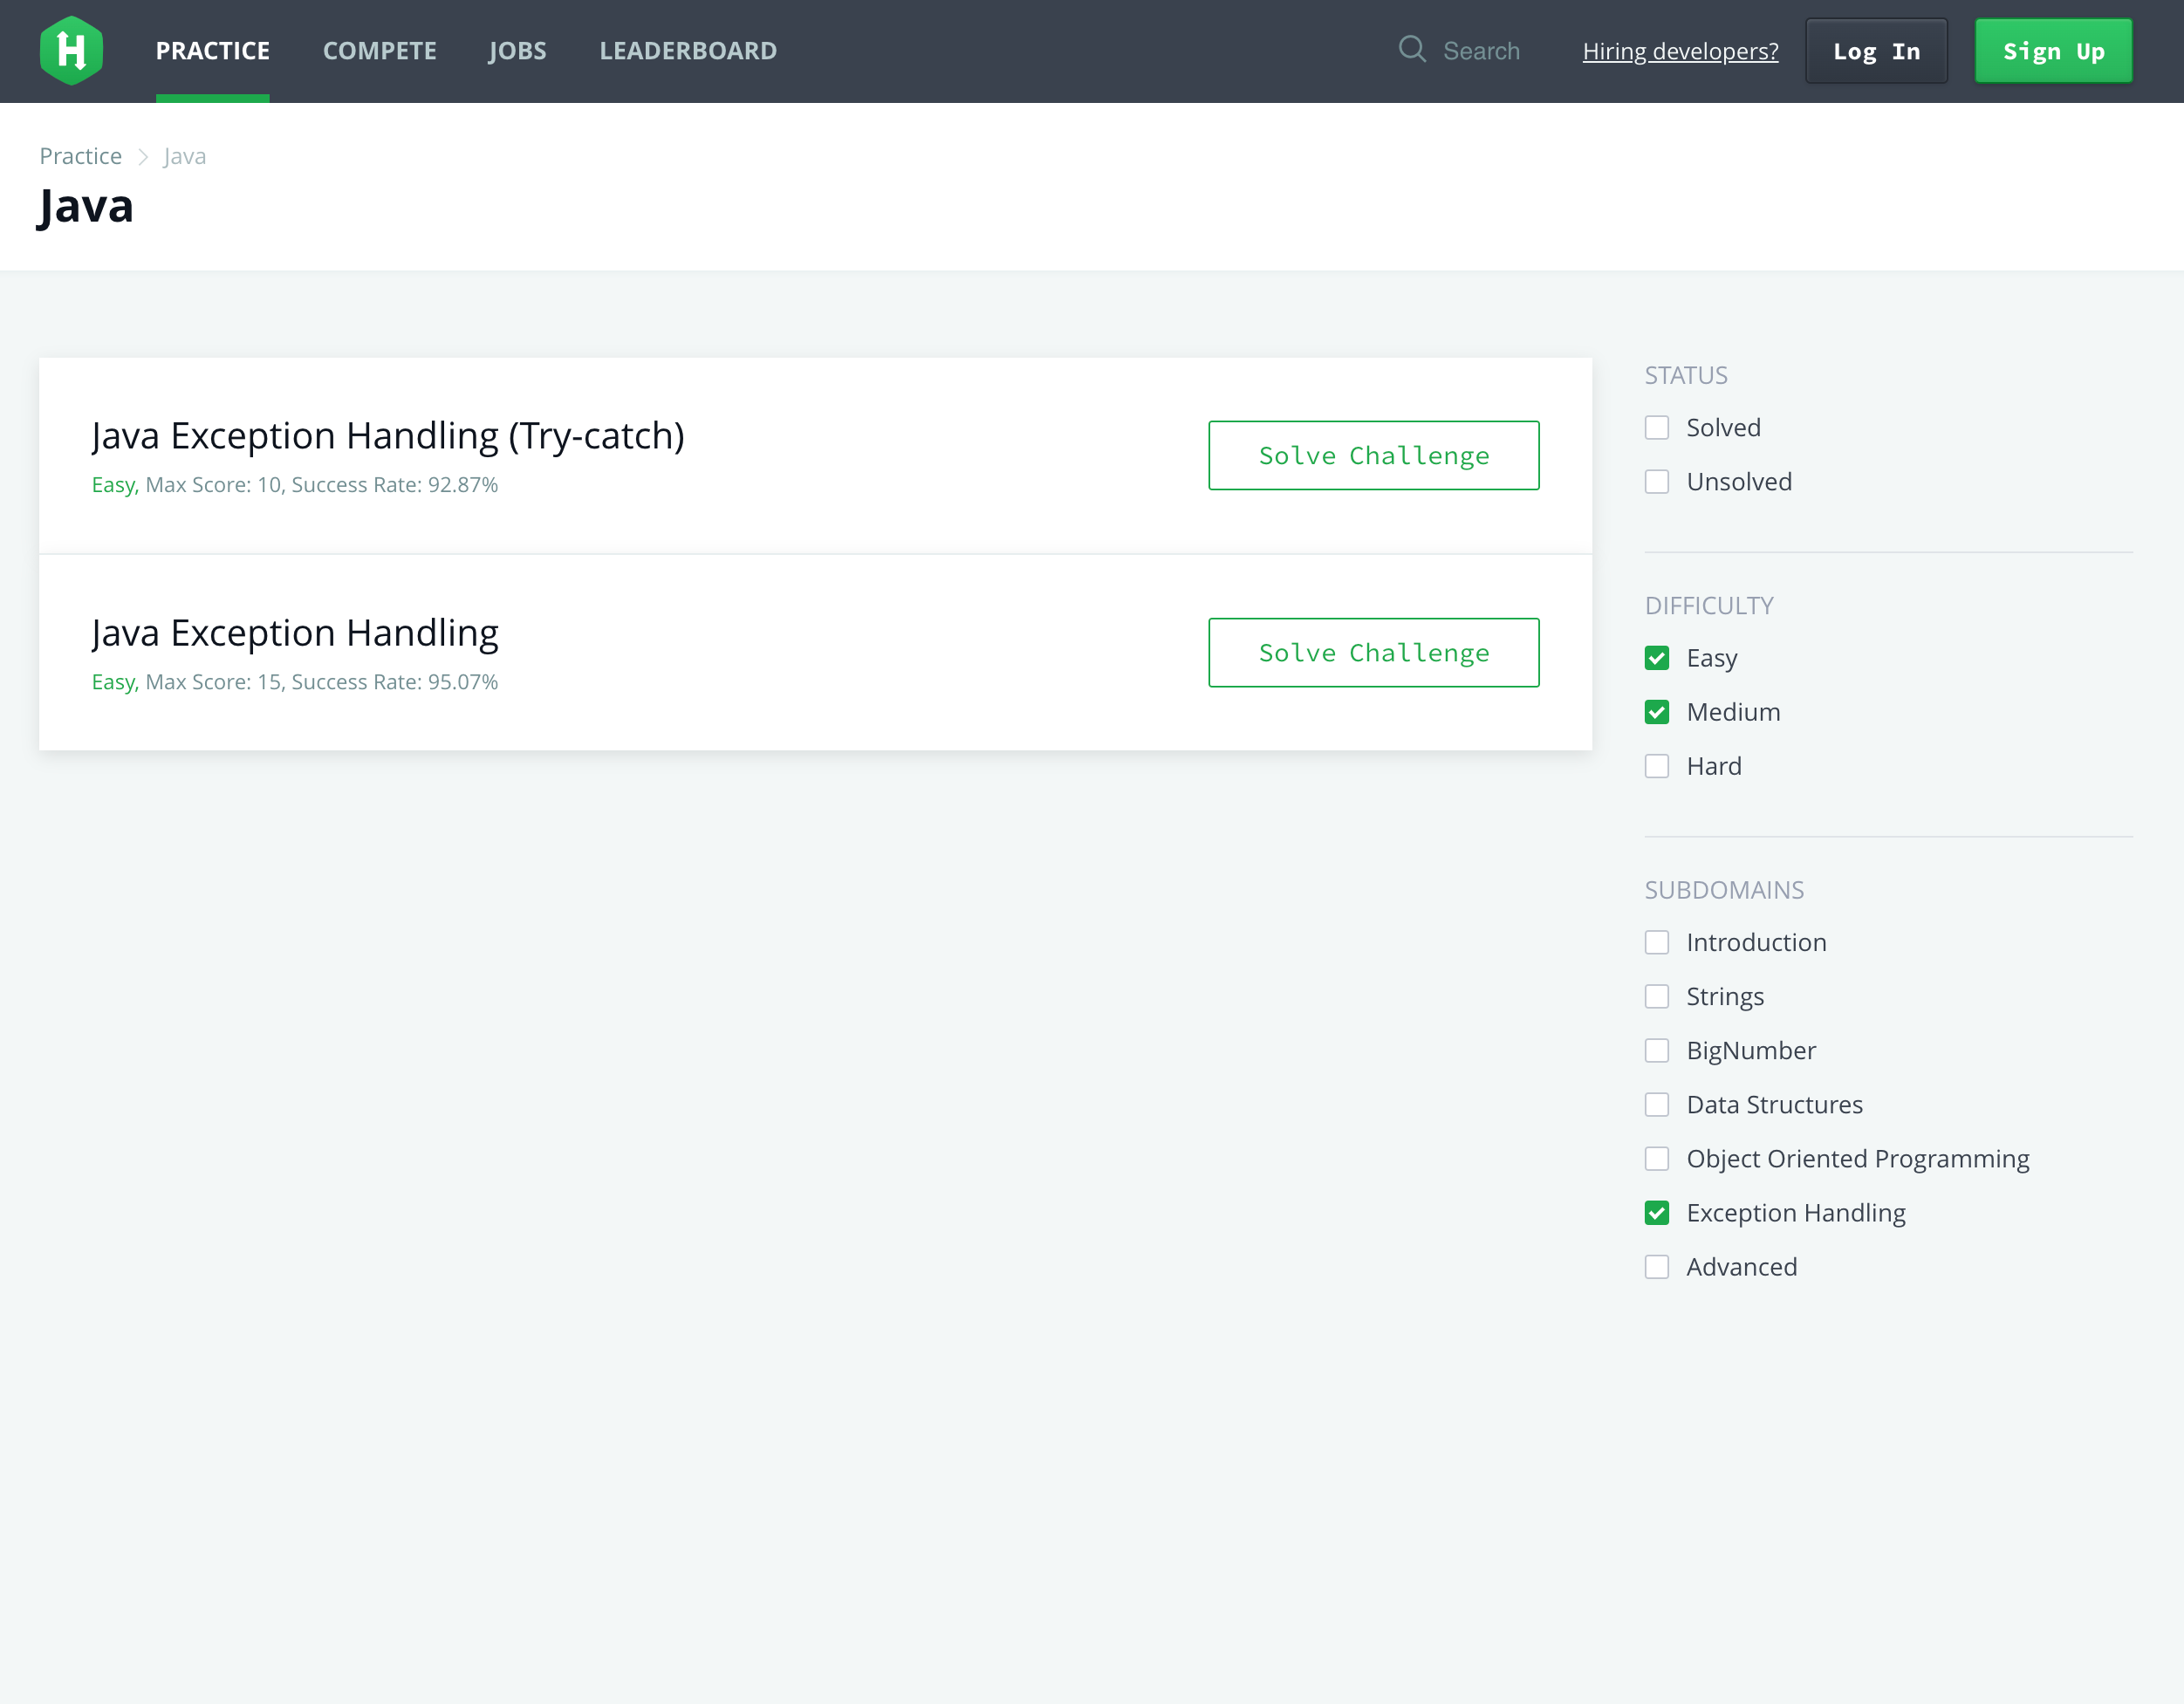 H PRACTICE COMPETE JOBS LEADERBOARD Search Hiring developers? Log In Sign Up
Practice Java
Java
Java Exception Handling (Try-catch)
Easy, Max Score: 10, Success Rate: 92.87%
Solve Challenge
Java Exception Handling
Easy, Max Score: 15, Success Rate: 95.07%
Solve Challenge
STATUS
Solved
Unsolved
DIFFICULTY
Easy
Medium
Hard
SUBDOMAINS
Introduction
Strings
BigNumber
Data Structures
Object Oriented Programming
Exception Handling
Advanced